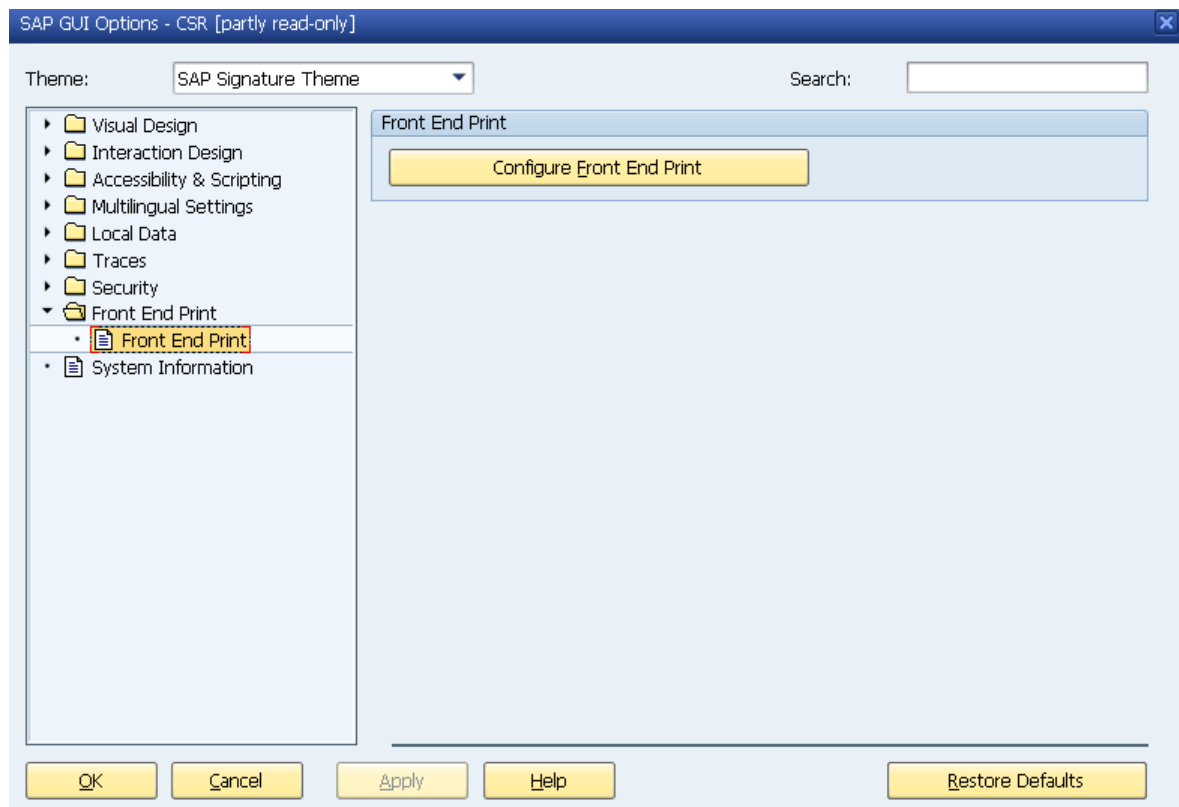 SAP GUI Options - CSR [partly read-only]
Theme: SAP Signature Theme Search:
Visual Design
Interaction Design
Accessibility & Scripting
Multilingual Settings
Local Data
Traces
Security
Front End Print
Front End Print
System Information
Front End Print
Configure Front End Print
OK Cancel Apply Help Restore Defaults